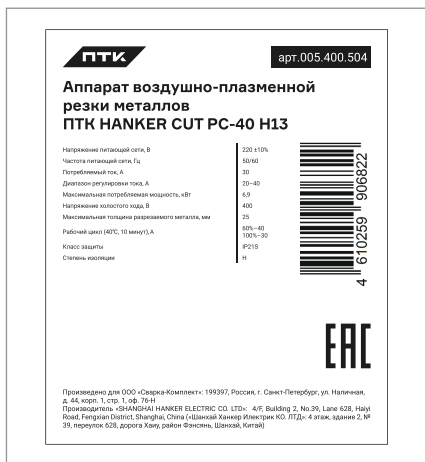 ПТК
арт.005.400.504
Аппарат воздушно-плазменной
резки металлов
ПТК HANKER CUT PC-40 H13
Напряжение питающей сети, В 220 ±10%
Частота питающей сети, Гц 50/60
Потребляемый ток, А 30
Диапазон регулировки тока, А 20–40
Максимальная потребляемая мощность, кВт 6,9
Напряжение холостого хода, В 400
Максимальная толщина разрезаемого металла, мм 25
Рабочий цикл (40°С, 10 минут), А 60%–40
100%–30
Класс защиты IP21S
Степень изоляции H
4 610259 906822
EAC
Произведено для ООО «Сварка-Комплект»: 199397, Россия, г. Санкт-Петербург, ул. Наличная,
д. 44, корп. 1, стр. 1, оф. 76-Н
Производитель «SHANGHAI HANKER ELECTRIC CO. LTD»: 4/F, Building 2, No.39, Lane 628, Haiyi
Road, Fengxian District, Shanghai, China («Шанхай Ханкер Илектрик КО. ЛТД»: 4 этаж, здание 2, №
39, переулок 628, дорога Хаиу, район Фэнсянь, Шанхай, Китай)